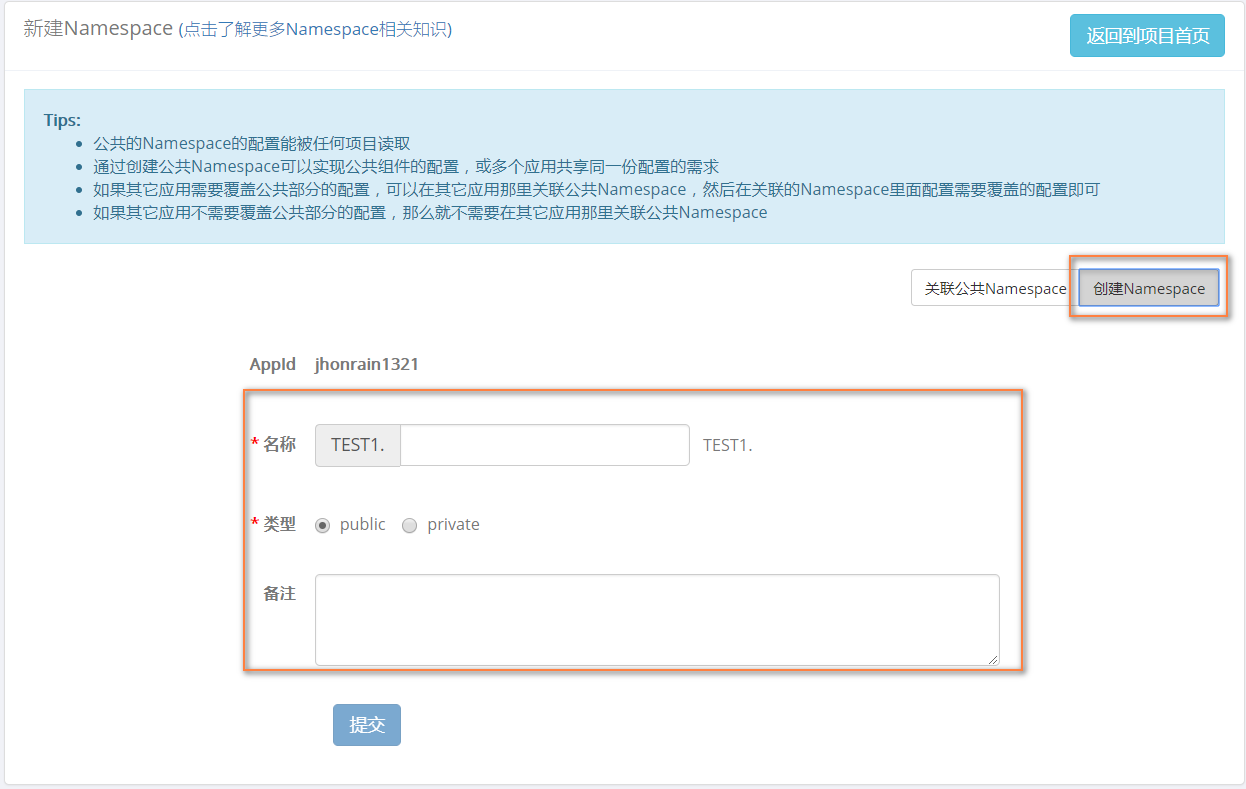 新建Namespace (点击了解更多Namespace相关知识)
返回到项目首页
Tips:
公共的Namespace的配置能被任何项目读取
通过创建公共Namespace可以实现公共组件的配置，或多个应用共享同一份配置的需求
如果其它应用需要覆盖公共部分的配置，可以在其它应用那里关联公共Namespace，然后在关联的Namespace里面配置需要覆盖的配置即可
如果其它应用不需要覆盖公共部分的配置，那么就不需要在其它应用那里关联公共Namespace
关联公共Namespace 创建Namespace
AppId jhonrain1321
* 名称 TEST1. TEST1.
* 类型 public private
备注
提交